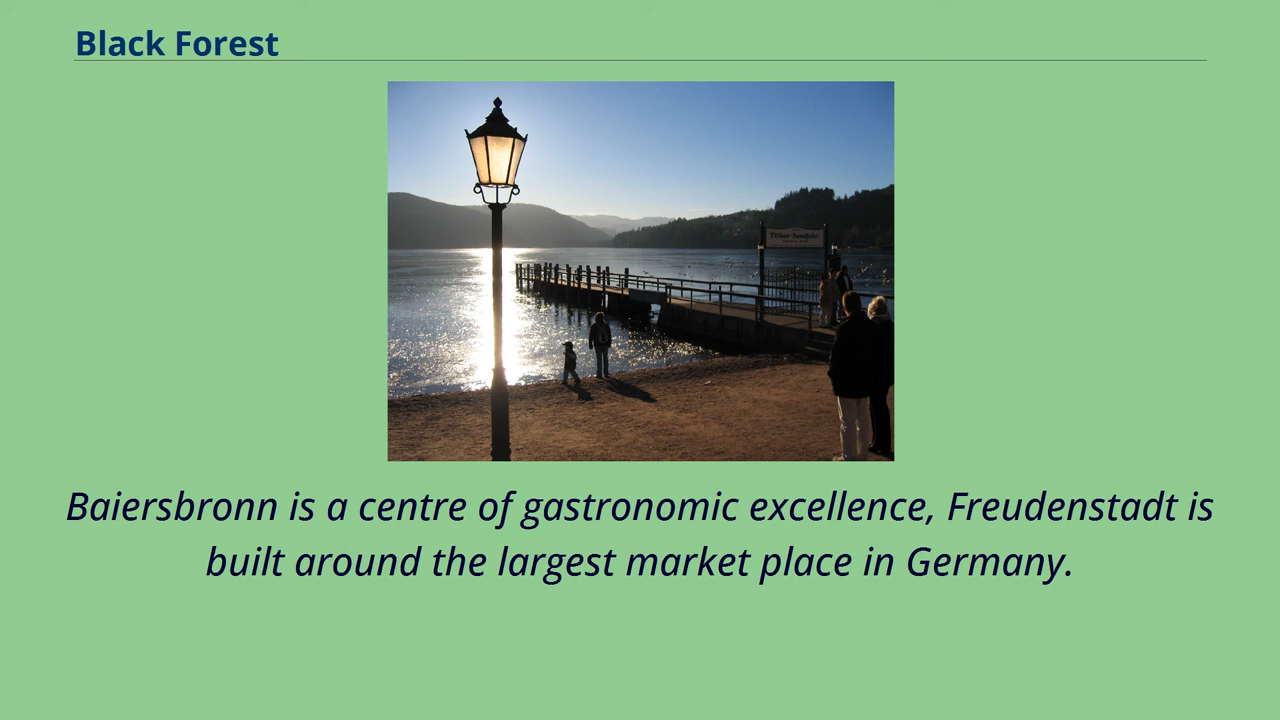 Black Forest
Baiersbronn is a centre of gastronomic excellence, Freudenstadt is
built around the largest market place in Germany.